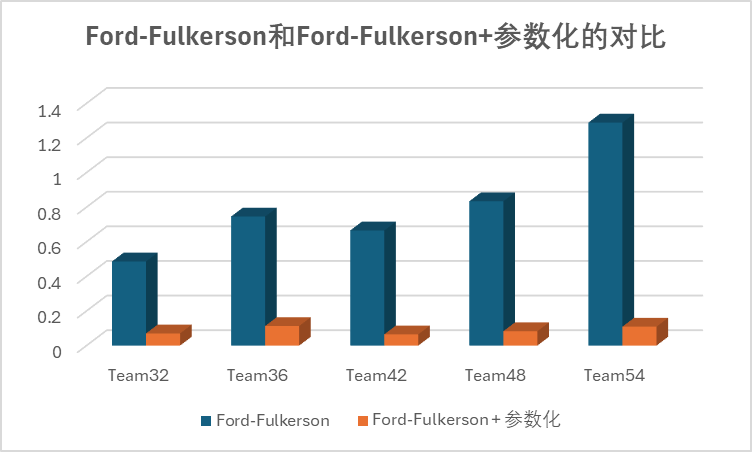 Ford-Fulkerson和Ford-Fulkerson+参数化的对比
1.4
1.2
1
0.8
0.6
0.4
0.2
0
Team32 Team36 Team42 Team48 Team54
Ford-Fulkerson Ford-Fulkerson + 参数化